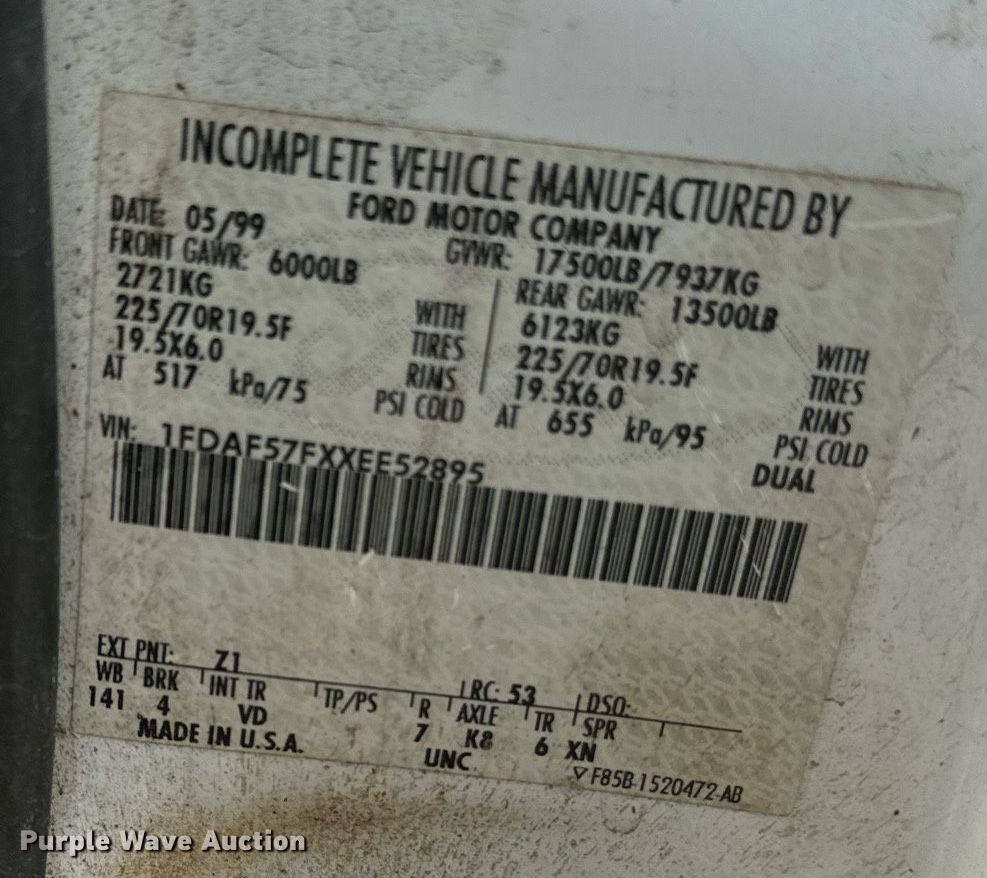 INCOMPLETE VEHICLE MANUFACTURED BY
FORD MOTOR COMPANY
DATE: 05/99 GVWR: 17500LB/7937KG
FRONT GAWR: 6000LB REAR GAWR: 13500LB
2721KG WITH 6123KG WITH
225/70R19.5F TIRES 225/70R19.5F TIRES
19.5X6.0 RIMS 19.5X6.0 RIMS
AT 517 kPa/75 PSI COLD AT 655 kPa/95 PSI COLD
DUAL
VIN: 1FDAF57FXXEE52895
EXT PNT: Z1 RC: 53 DSO:
WB BRK INT TR TP/PS R AXLE TR SPR
141 4 VD 7 K8 6 XN
MADE IN U.S.A. UNC
F85B-1520472-AB
Purple Wave Auction